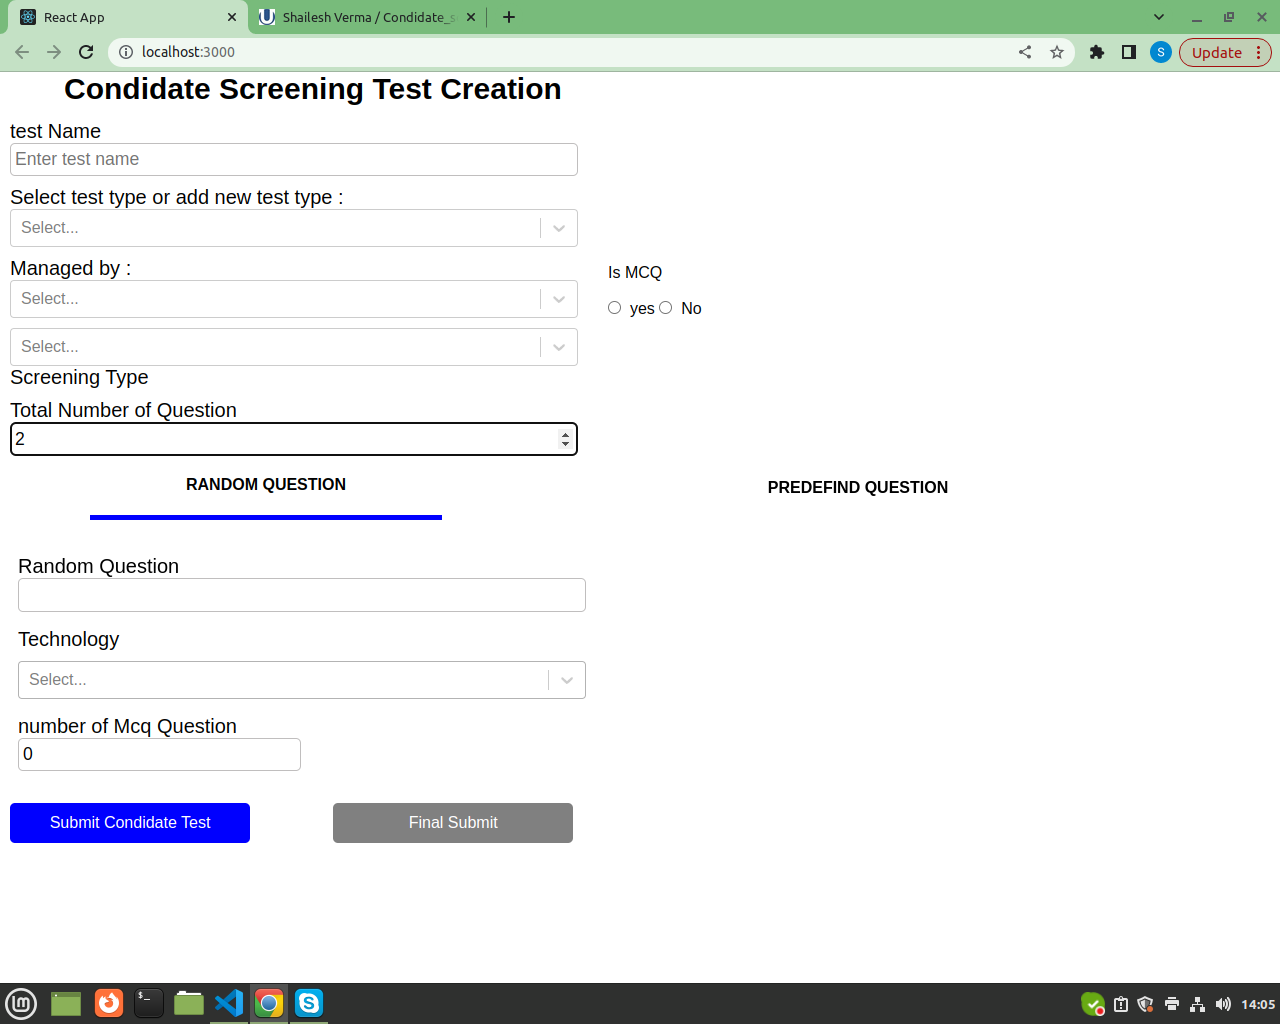 React App
Shailesh Verma / Condidate_s
localhost:3000
S
Update
Condidate Screening Test Creation
test Name
Enter test name
Select test type or add new test type :
Select...
Managed by :
Select...
Is MCQ
yes No
Select...
Screening Type
Total Number of Question
2
RANDOM QUESTION
PREDEFIND QUESTION
Random Question
Technology
Select...
number of Mcq Question
0
Submit Condidate Test
Final Submit
14:05